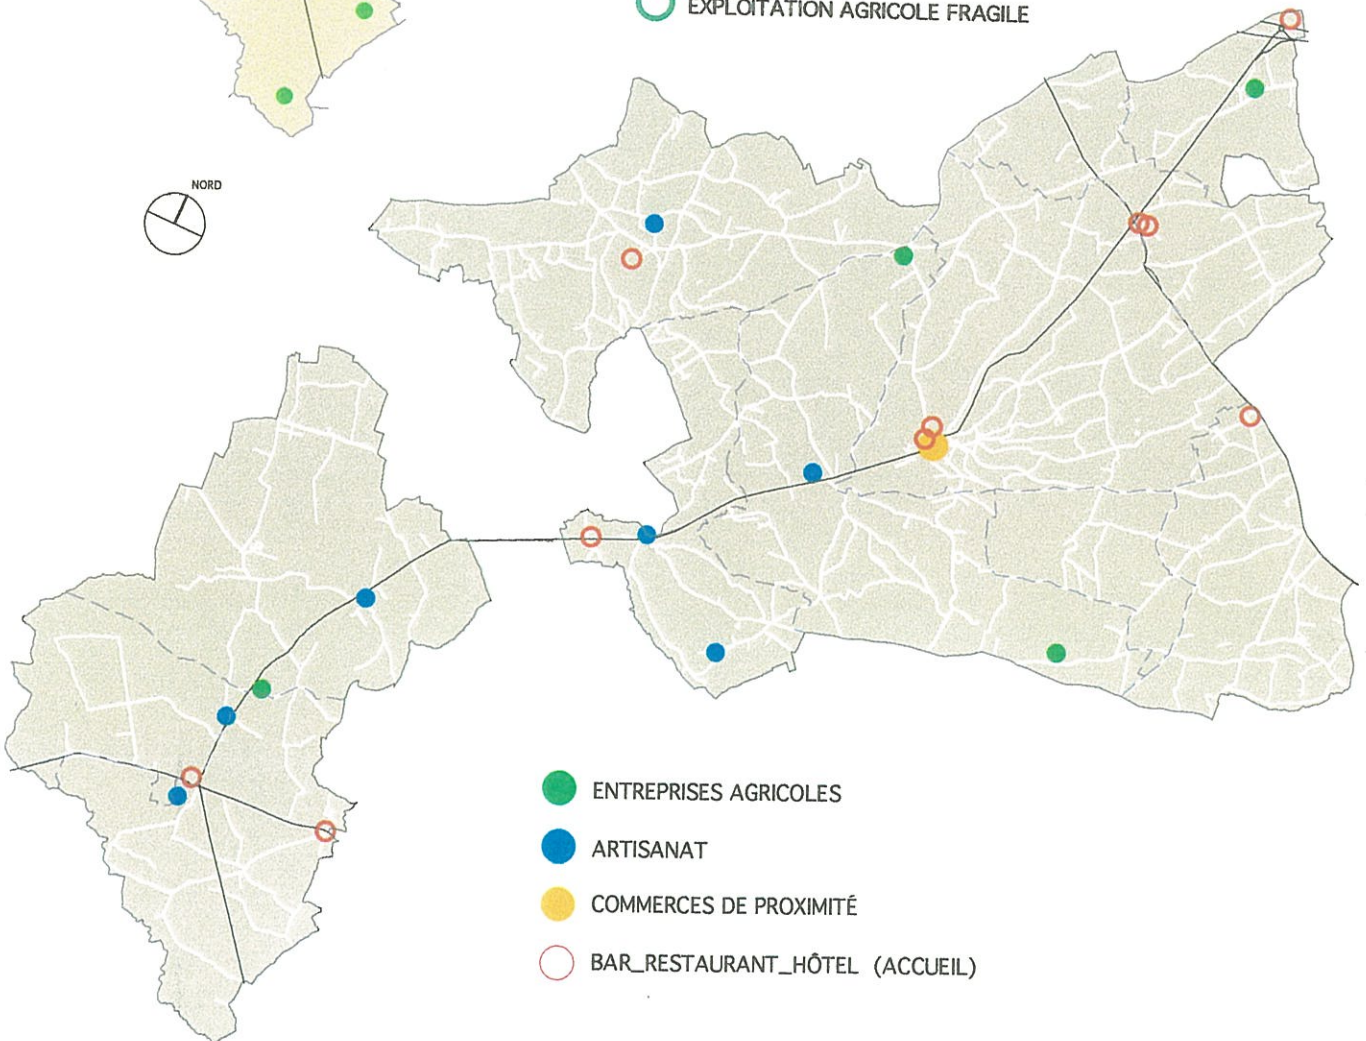 EXPLOITATION AGRICOLE FRAGILE
NORD
ENTREPRISES AGRICOLES
ARTISANAT
COMMERCES DE PROXIMITÉ
BAR_RESTAURANT_HÔTEL (ACCUEIL)